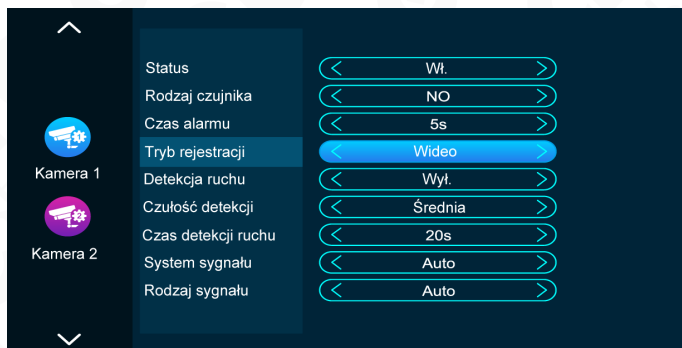 Status Wł.
Rodzaj czujnika NO
Czas alarmu 5s
Tryb rejestracji Wideo
Kamera 1
Detekcja ruchu Wył.
Czułość detekcji Średnia
Czas detekcji ruchu 20s
2
Kamera 2
System sygnału Auto
Rodzaj sygnału Auto